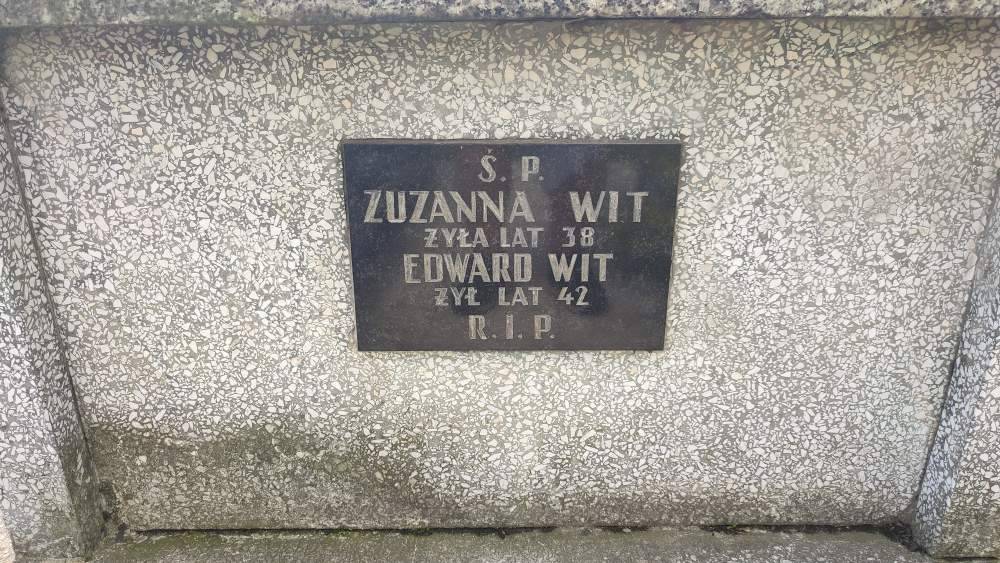 Ś. P.
ZUZANNA WIT
ŻYŁA LAT 38
EDWARD WIT
ŻYŁ LAT 42
R. I. P.